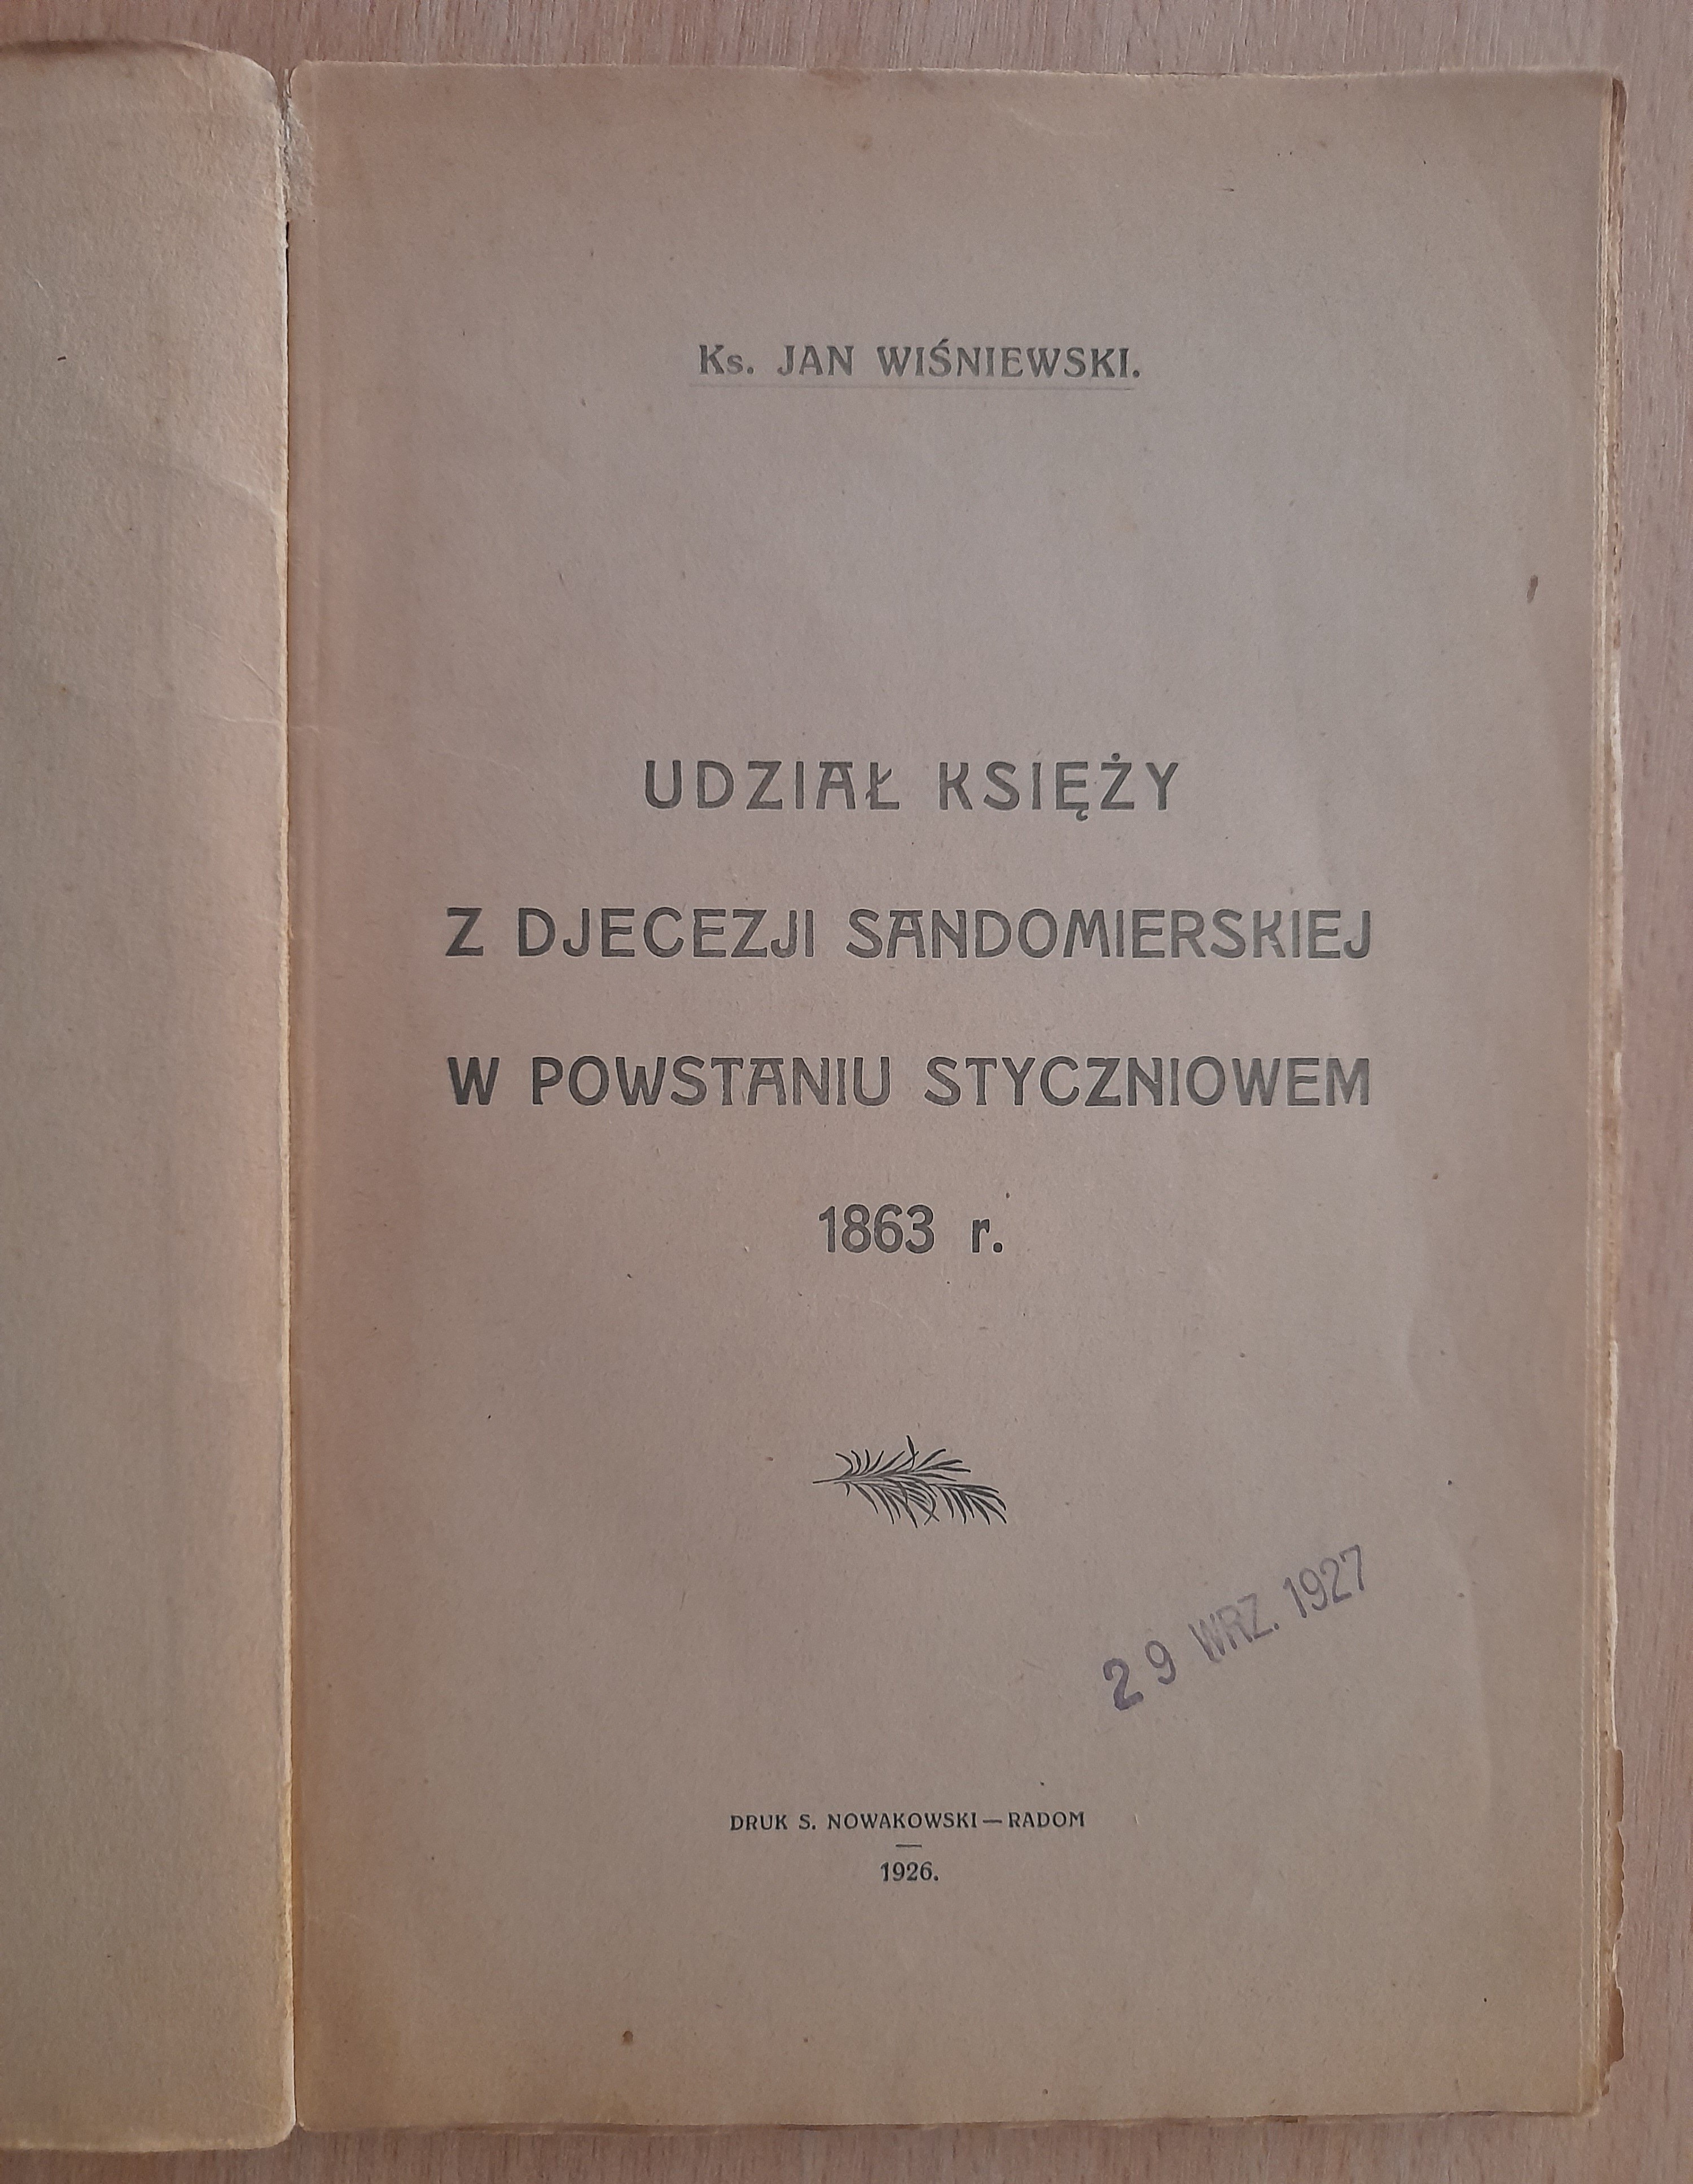 Ks. JAN WIŚNIEWSKI.
UDZIAŁ KSIĘŻY
Z DJECEZJI SANDOMIERSKIEJ
W POWSTANIU STYCZNIOWEM
1863 r.
29 WRZ. 1927
DRUK S. NOWAKOWSKI — RADOM
1926.